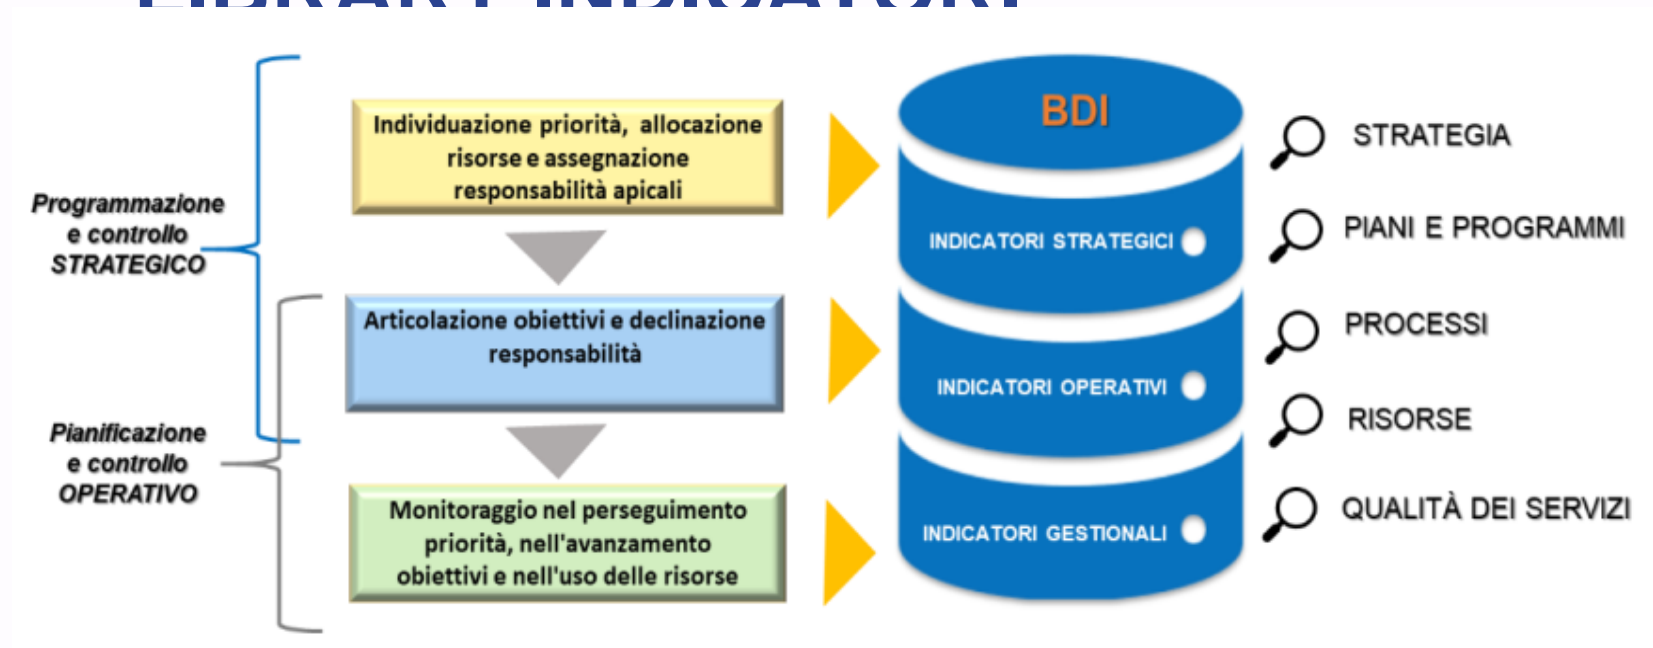 LIBRARY INDICATORI
Programmazione
e controllo
STRATEGICO
Pianificazione
e controllo
OPERATIVO
Individuazione priorità, allocazione
risorse e assegnazione
responsabilità apicali
Articolazione obiettivi e declinazione
responsabilità
Monitoraggio nel perseguimento
priorità, nell'avanzamento
obiettivi e nell'uso delle risorse
BDI
INDICATORI STRATEGICI
INDICATORI OPERATIVI
INDICATORI GESTIONALI
STRATEGIA
PIANI E PROGRAMMI
PROCESSI
RISORSE
QUALITÀ DEI SERVIZI